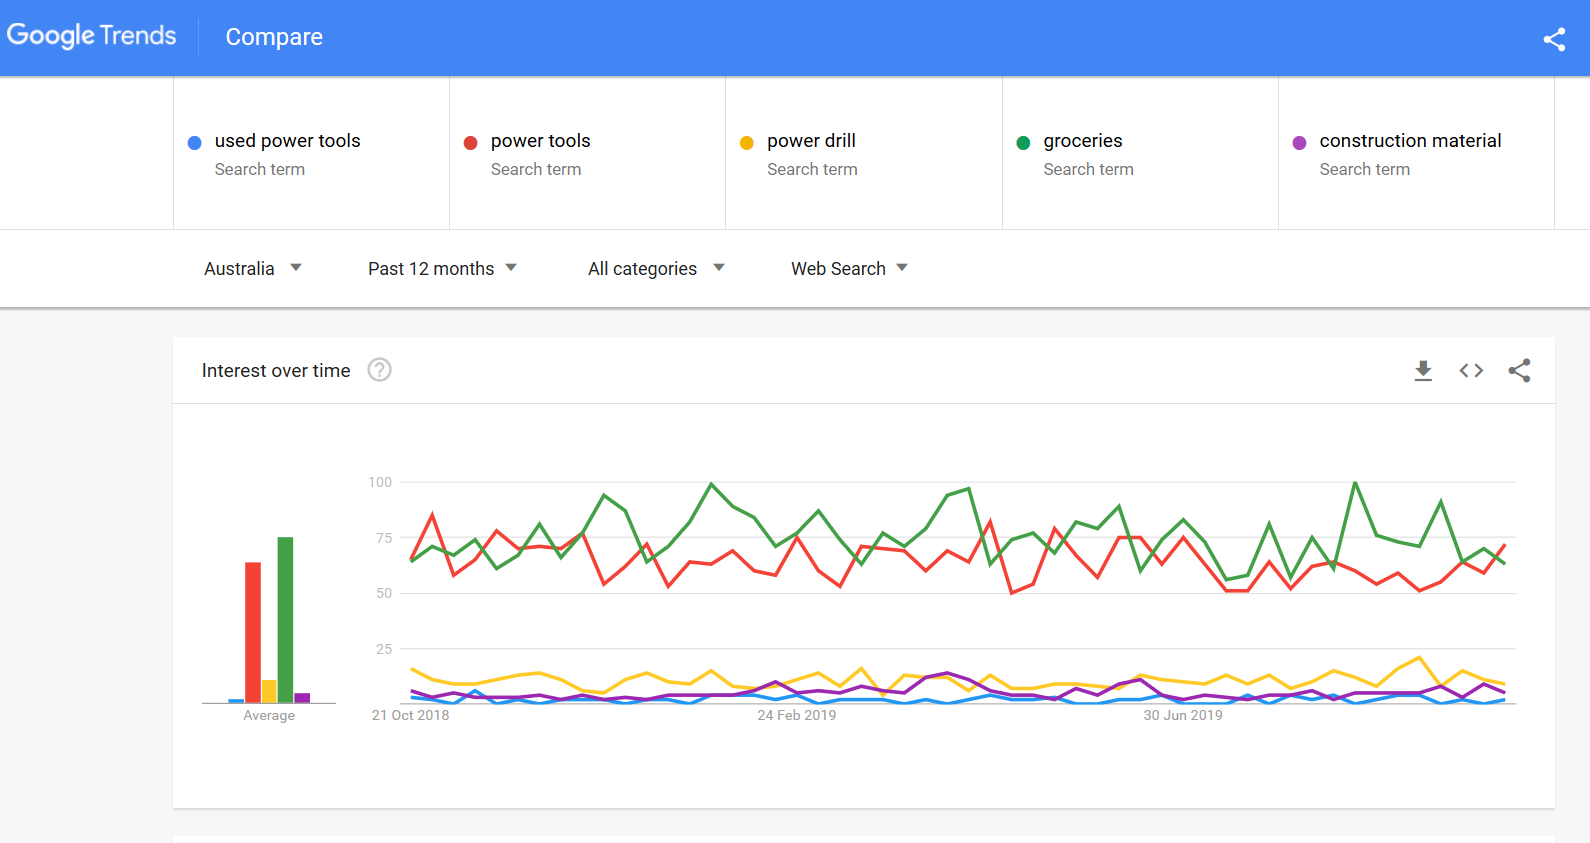 Google Trends Compare
used power tools
Search term
power tools
Search term
power drill
Search term
groceries
Search term
construction material
Search term
Australia Past 12 months All categories Web Search
Interest over time ?
100
75
50
25
Average 21 Oct 2018 24 Feb 2019 30 Jun 2019